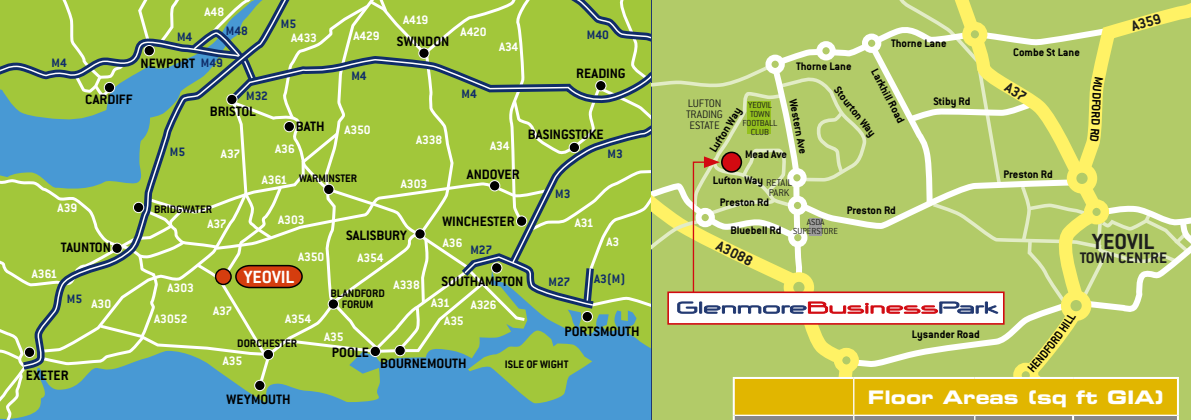 A48
M4
M48
M5
A433
A429
A419
A420
A34
M40
SWINDON
M4
NEWPORT
M49
M4
READING
M4
CARDIFF
M32
M5
BRISTOL
BATH
A350
A338
BASINGSTOKE
M5
A37
A36
A34
M3
A361
WARMINSTER
A303
ANDOVER
M3
A39
BRIDGWATER
A37
A303
WINCHESTER
A31
TAUNTON
SALISBURY
A36
M27
A3
A361
A350
A354
YEOVIL
SOUTHAMPTON
M27
A3(M)
M5
A30
A303
A338
BLANDFORD
FORUM
A31
A326
A3052
A37
A354
A35
PORTSMOUTH
DORCHESTER
A35
A35
POOLE
BOURNEMOUTH
ISLE OF WIGHT
EXETER
WEYMOUTH
A359
Thorne Lane
Combe St Lane
Thorne Lane
Larkhill Road
A37
MUDFORD RD
Stiby Rd
Stourton Way
LUFTON
TRADING
ESTATE
YEOVIL
TOWN
FOOTBALL
CLUB
Lufton Way
Western Ave
Mead Ave
Lufton Way
RETAIL
PARK
Preston Rd
Preston Rd
Preston Rd
Bluebell Rd
ASDA
SUPERSTORE
A3088
YEOVIL
TOWN CENTRE
GlenmoreBusinessPark
Lysander Road
HENDFORD HILL
Floor Areas (sq ft GIA)